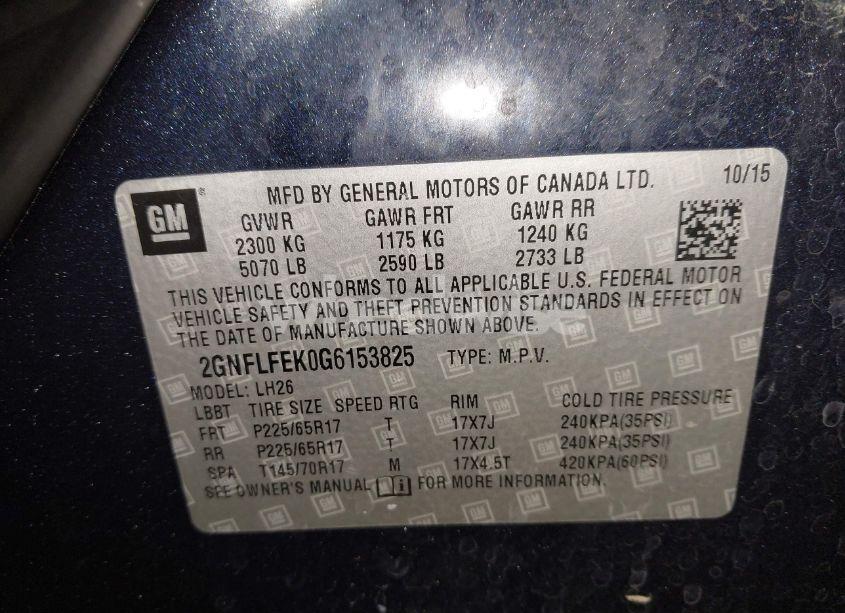 MFD BY GENERAL MOTORS OF CANADA LTD. 10/15
GM
GVWR GAWR FRT GAWR RR
2300 KG 1175 KG 1240 KG
5070 LB 2590 LB 2733 LB
THIS VEHICLE CONFORMS TO ALL APPLICABLE U.S. FEDERAL MOTOR
VEHICLE SAFETY AND THEFT PREVENTION STANDARDS IN EFFECT ON
THE DATE OF MANUFACTURE SHOWN ABOVE.
2GNFLFEK0G6153825 TYPE: M.P.V.
MODEL: LH26
LBBT TIRE SIZE SPEED RTG RIM COLD TIRE PRESSURE
FRT P225/65R17 T 17X7J 240KPA(35PSI)
RR P225/65R17 T 17X7J 240KPA(35PSI)
SPA T145/70R17 M 17X4.5T 420KPA(60PSI)
SEE OWNER'S MANUAL FOR MORE INFORMATION.